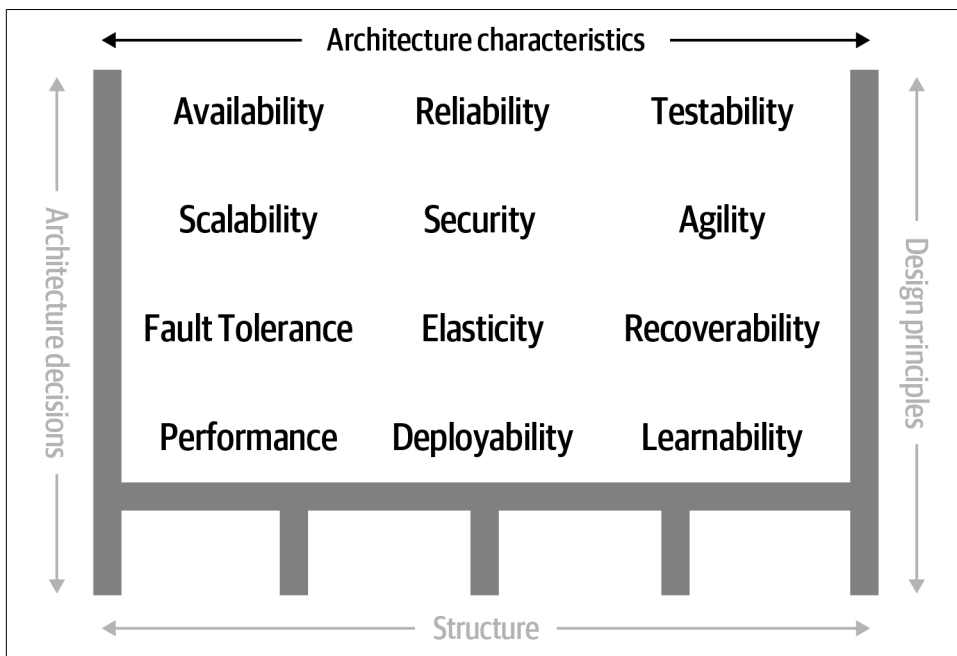 Architecture characteristics
Availability Reliability Testability
Scalability Security Agility
Fault Tolerance Elasticity Recoverability
Performance Deployability Learnability
Architecture decisions
Design principles
Structure